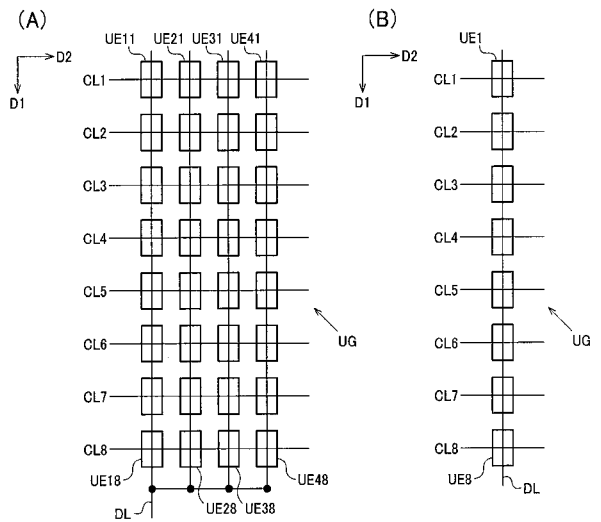 (A)
UE11 UE21 UE31 UE41
D2
D1
CL1
CL2
CL3
CL4
CL5
CL6
CL7
CL8
UG
UE18
UE28 UE38
UE48
DL
(B)
UE1
D2
D1
CL1
CL2
CL3
CL4
CL5
CL6
CL7
CL8
UG
UE8
DL